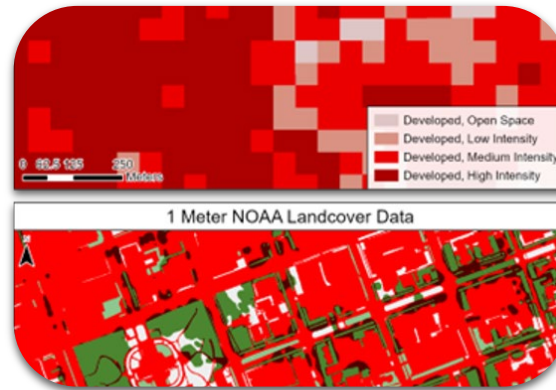 Developed, Open Space
Developed, Low Intensity
Developed, Medium Intensity
Developed, High Intensity
0 62.5 125 250
Meters
1 Meter NOAA Landcover Data